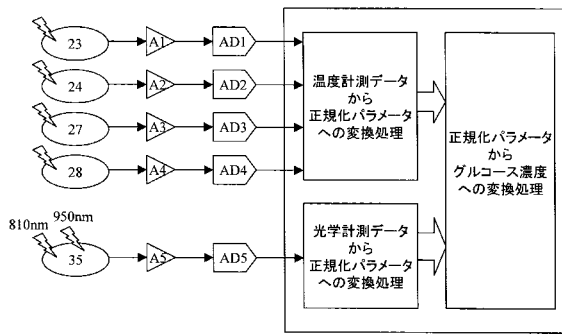 23 A1 AD1
24 A2 AD2
27 A3 AD3
28 A4 AD4
温度計測データ
から
正規化パラメータ
への変換処理
正規化パラメータ
から
グルコース濃度
への変換処理
810nm
950nm
35 A5 AD5
光学計測データ
から
正規化パラメータ
への変換処理